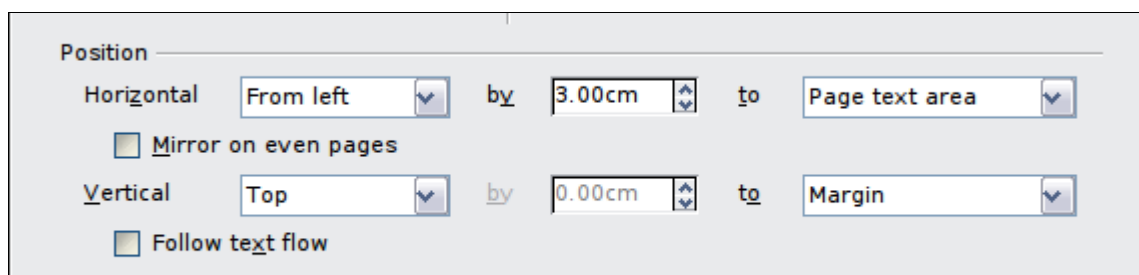 Position
Horizontal From left by 3.00cm to Page text area
Mirror on even pages
Vertical Top by 0.00cm to Margin
Follow text flow